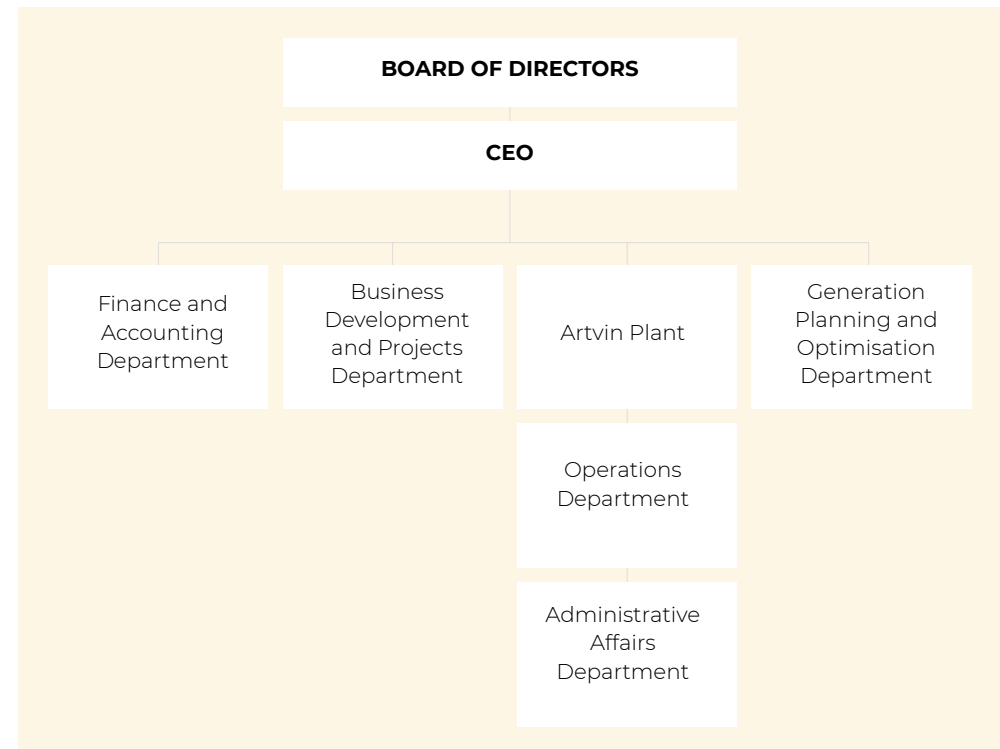 BOARD OF DIRECTORS
CEO
Finance and
Accounting
Department
Business
Development
and Projects
Department
Artvin Plant
Generation
Planning and
Optimisation
Department
Operations
Department
Administrative
Affairs
Department